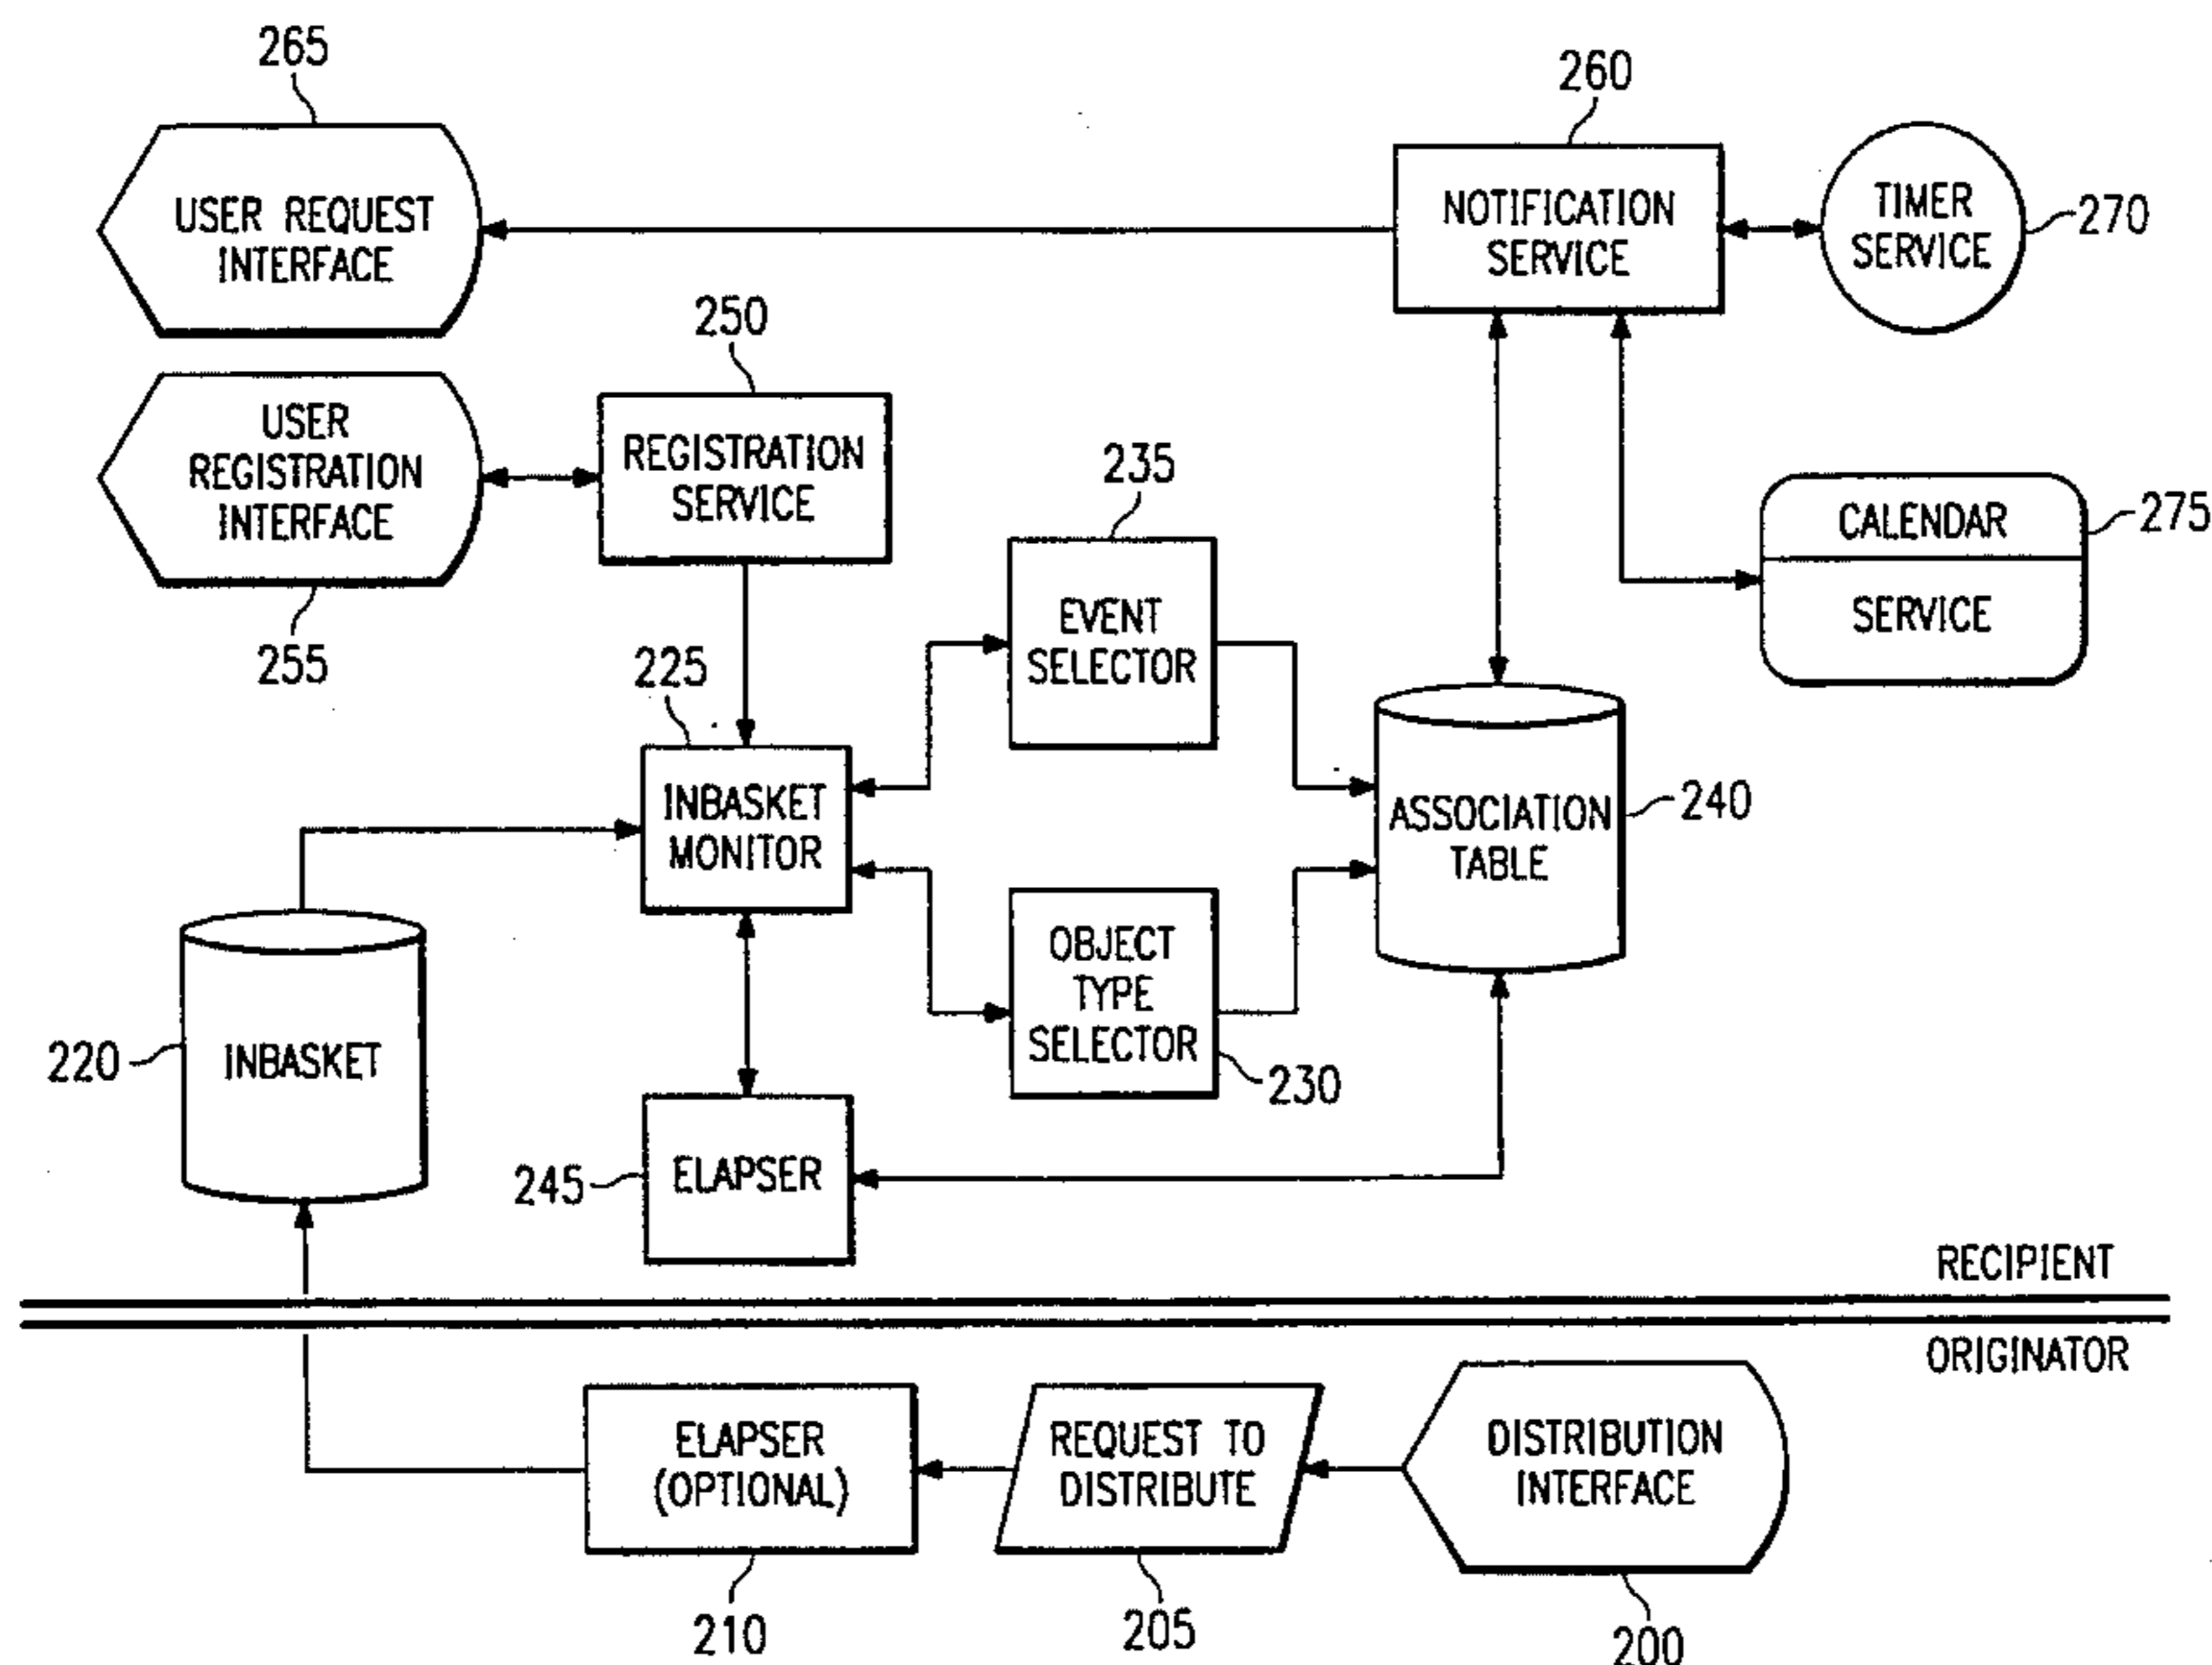 265
USER REQUEST
INTERFACE
260
NOTIFICATION
SERVICE
TIMER
SERVICE
270
250
REGISTRATION
SERVICE
USER
REGISTRATION
INTERFACE
255
235
EVENT
SELECTOR
CALENDAR
SERVICE
275
225
INBASKET
MONITOR
ASSOCIATION
TABLE
240
OBJECT
TYPE
SELECTOR
230
220
INBASKET
245
ELAPSER
RECIPIENT
ORIGINATOR
ELAPSER
(OPTIONAL)
210
REQUEST TO
DISTRIBUTE
205
DISTRIBUTION
INTERFACE
200